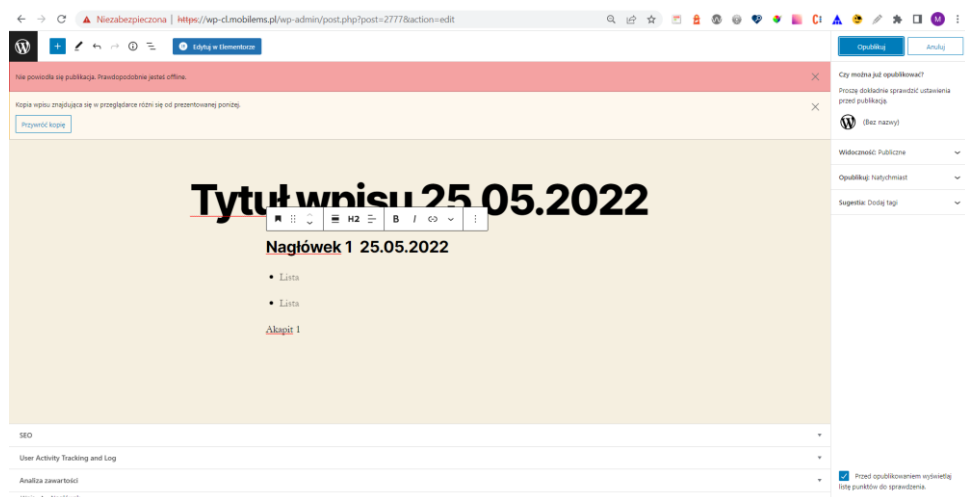 Niezabezpieczona | https://wp-cl.mobilems.pl/wp-admin/post.php?post=2777&action=edit
Edytuj w Elementorze
Opublikuj
Anuluj
Nie powiodła się publikacja. Prawdopodobnie jesteś offline.
Kopia wpisu znajdująca się w przeglądarce różni się od prezentowanej poniżej.
Przywróć kopię
Tytuł wpisu 25.05.2022
H2
B
I
Nagłówek 1 25.05.2022
Lista
Lista
Akapit 1
SEO
User Activity Tracking and Log
Analiza zawartości
Czy można już opublikować?
Proszę dokładnie sprawdzić ustawienia
przed publikacją.
(Bez nazwy)
Widoczność: Publiczne
Opublikuj: Natychmiast
Sugestia: Dodaj tagi
Przed opublikowaniem wyświetlaj
listę punktów do sprawdzenia.